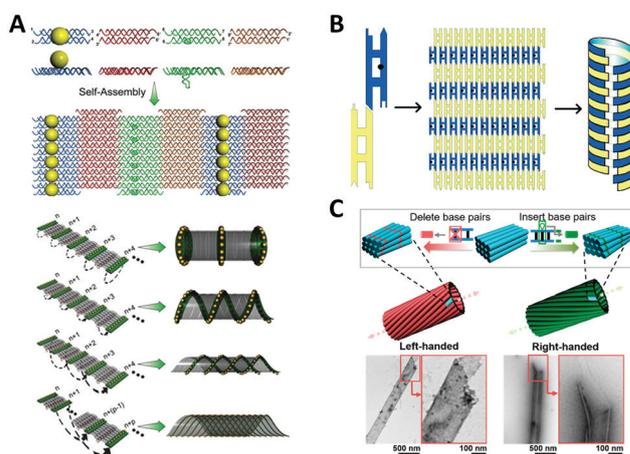 A
Self-Assembly
n
n+1
n+2
n+3
n+4
n
n+1
n+2
n+3
n+4
n
n+1
n+2
n+3
n+4
n
n+1
n+(p-1)
n+p
B
C
Delete base pairs
Insert base pairs
Left-handed
Right-handed
500 nm
100 nm
500 nm
100 nm